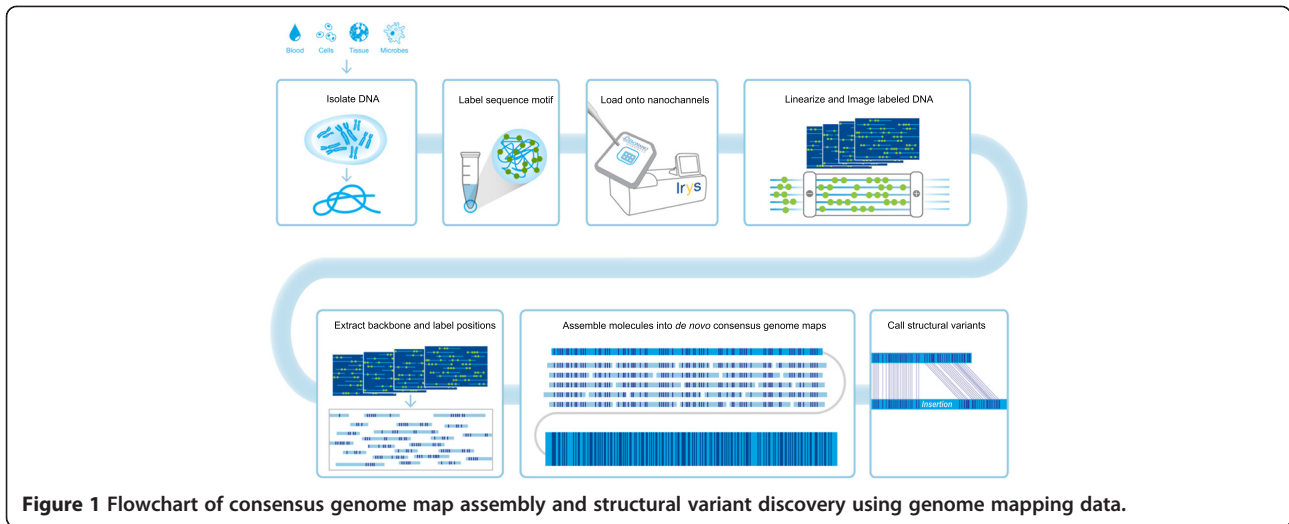 Blood Cells Tissue Microbes
Isolate DNA
Label sequence motif
Load onto nanochannels
Irys
Linearize and Image labeled DNA
Extract backbone and label positions
Assemble molecules into de novo consensus genome maps
Call structural variants
Insertion
Figure 1 Flowchart of consensus genome map assembly and structural variant discovery using genome mapping data.